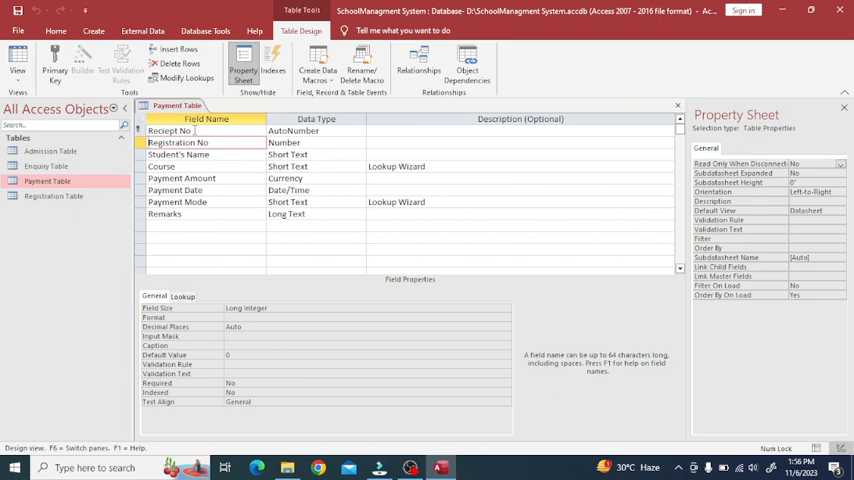 Table Tools
SchoolManagment System : Database- D:\SchoolManagment System.accdb (Access 2007 - 2016 file format) - Ac...
Sign in
File
Home
Create
External Data
Database Tools
Help
Table Design
Tell me what you want to do
View
Primary Key
Builder
Test Validation Rules
Insert Rows
Delete Rows
Modify Lookups
Property Sheet
Indexes
Create Data Macros
Rename/ Delete Macro
Relationships
Object Dependencies
Views
Tools
Show/Hide
Field, Record & Table Events
Relationships
All Access Objects
Search...
Tables
Admission Table
Enquiry Table
Payment Table
Registration Table
Payment Table
Field Name Data Type Description (Optional)
Reciept No AutoNumber
Registration No Number
Student's Name Short Text
Course Short Text Lookup Wizard
Payment Amount Currency
Payment Date Date/Time
Payment Mode Short Text Lookup Wizard
Remarks Long Text
Field Properties
General Lookup
Field Size Long Integer
Format
Decimal Places Auto
Input Mask
Caption
Default Value 0
Validation Rule
Validation Text
Required No
Indexed No
Text Align General
A field name can be up to 64 characters long,
including spaces. Press F1 for help on field
names.
Property Sheet
Selection type: Table Properties
General
Read Only When Disconnect No
Subdatasheet Expanded No
Subdatasheet Height 0"
Orientation Left-to-Right
Description
Default View Datasheet
Validation Rule
Validation Text
Filter
Order By
Subdatasheet Name [Auto]
Link Child Fields
Link Master Fields
Filter On Load No
Order By On Load Yes
Design view. F6 = Switch panes. F1 = Help.
Num Lock
Type here to search
30°C Haze
1:56 PM
11/6/2023
3